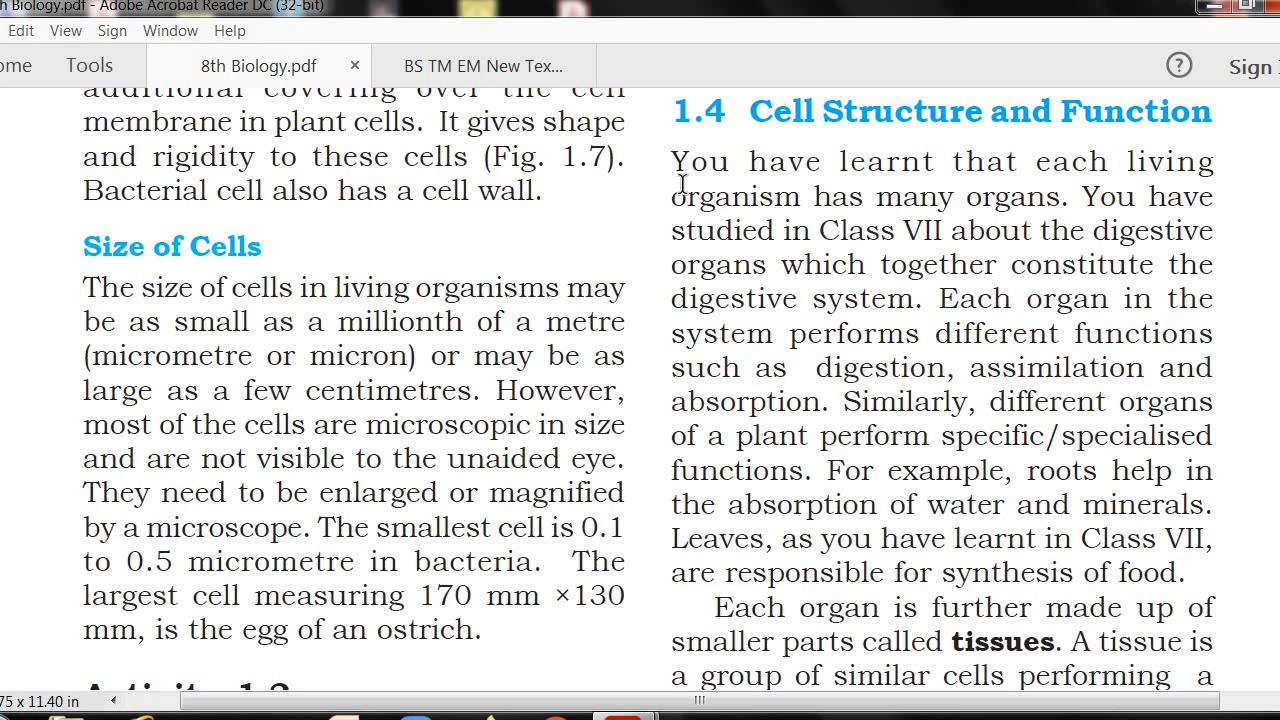 h Biology.pdf - Adobe Acrobat Reader DC (32-bit)
Edit View Sign Window Help
ome Tools 8th Biology.pdf × BS TM EM New Tex... Sign
additional covering over the cell
membrane in plant cells. It gives shape
and rigidity to these cells (Fig. 1.7).
Bacterial cell also has a cell wall.
Size of Cells
The size of cells in living organisms may
be as small as a millionth of a metre
(micrometre or micron) or may be as
large as a few centimetres. However,
most of the cells are microscopic in size
and are not visible to the unaided eye.
They need to be enlarged or magnified
by a microscope. The smallest cell is 0.1
to 0.5 micrometre in bacteria. The
largest cell measuring 170 mm ×130
mm, is the egg of an ostrich.
Activity 1.2
1.4 Cell Structure and Function
You have learnt that each living
organism has many organs. You have
studied in Class VII about the digestive
organs which together constitute the
digestive system. Each organ in the
system performs different functions
such as digestion, assimilation and
absorption. Similarly, different organs
of a plant perform specific/specialised
functions. For example, roots help in
the absorption of water and minerals.
Leaves, as you have learnt in Class VII,
are responsible for synthesis of food.
Each organ is further made up of
smaller parts called tissues. A tissue is
a group of similar cells performing a
75 x 11.40 in